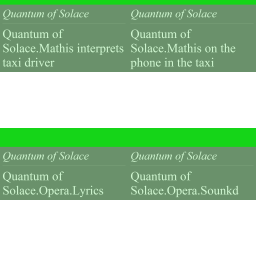 Quantum of Solace
Quantum of
Solace.Mathis interprets
taxi driver
Quantum of Solace
Quantum of
Solace.Mathis on the
phone in the taxi
Quantum of Solace
Quantum of
Solace.Opera.Lyrics
Quantum of Solace
Quantum of
Solace.Opera.Sounkd